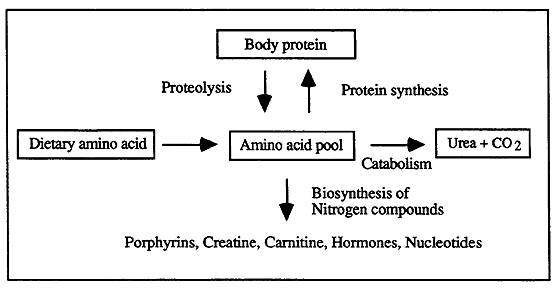 Body protein
Proteolysis
Protein synthesis
Dietary amino acid
Amino acid pool
Urea + CO2
Catabolism
Biosynthesis of
Nitrogen compounds
Porphyrins, Creatine, Carnitine, Hormones, Nucleotides